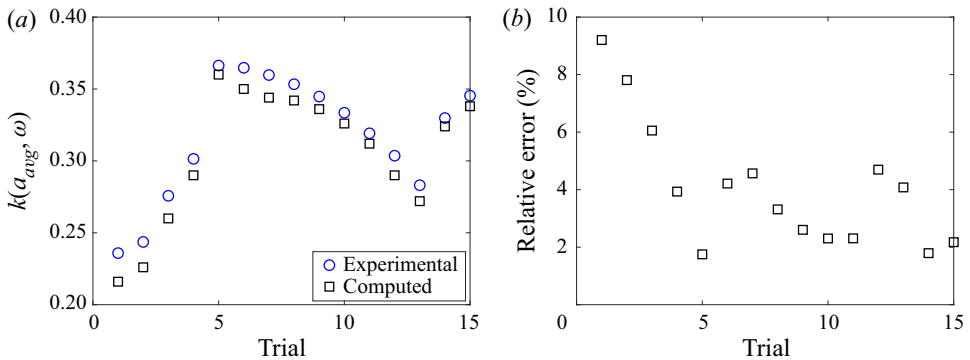 (a)
0.40
0.35
0.30
0.25
0.20
k(a_avg, ω)
0
5
10
15
Trial
Experimental
Computed
(b)
10
8
6
4
2
0
Relative error (%)
5
10
15
Trial